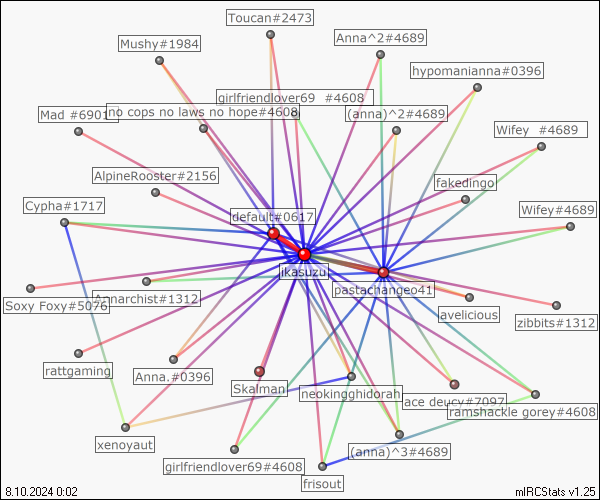 Toucan#2473
Anna^2#4689
Mushy#1984
hypomanianna#0396
girlfriendlover69   #4608
Mad #6901
no cops no laws no hope#4608
(anna)^2#4689
Wifey  #4689
AlpineRooster#2156
fakedingo
Cypha#1717
default#0617
Wifey#4689
jkasuzu
pastachangeo41
Soxy Foxy#5076
Annarchist#1312
lavelicious
zibbits#1312
rattgaming
Anna.#0396
Skalman
neokingghidorah
ace deucy#7097
ramshackle gorey#4608
xenoyaut
girlfriendlover69#4608
(anna)^3#4689
frisout
8.10.2024 0:02
mIRCStats v1.25